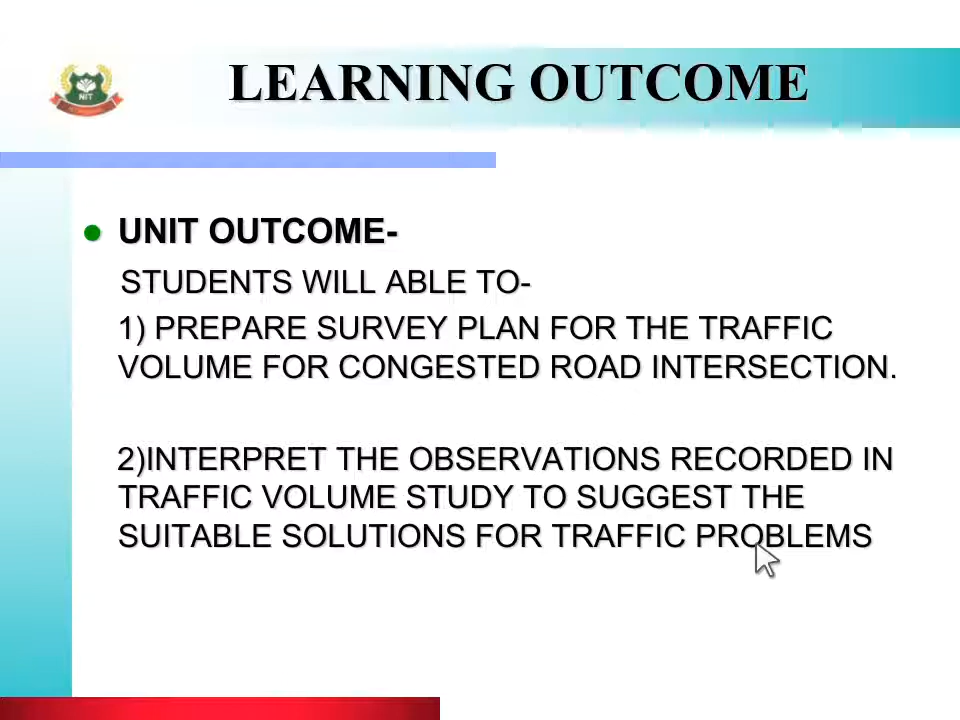 NIT
LEARNING OUTCOME
UNIT OUTCOME-
STUDENTS WILL ABLE TO-
1) PREPARE SURVEY PLAN FOR THE TRAFFIC
VOLUME FOR CONGESTED ROAD INTERSECTION.
2)INTERPRET THE OBSERVATIONS RECORDED IN
TRAFFIC VOLUME STUDY TO SUGGEST THE
SUITABLE SOLUTIONS FOR TRAFFIC PROBLEMS